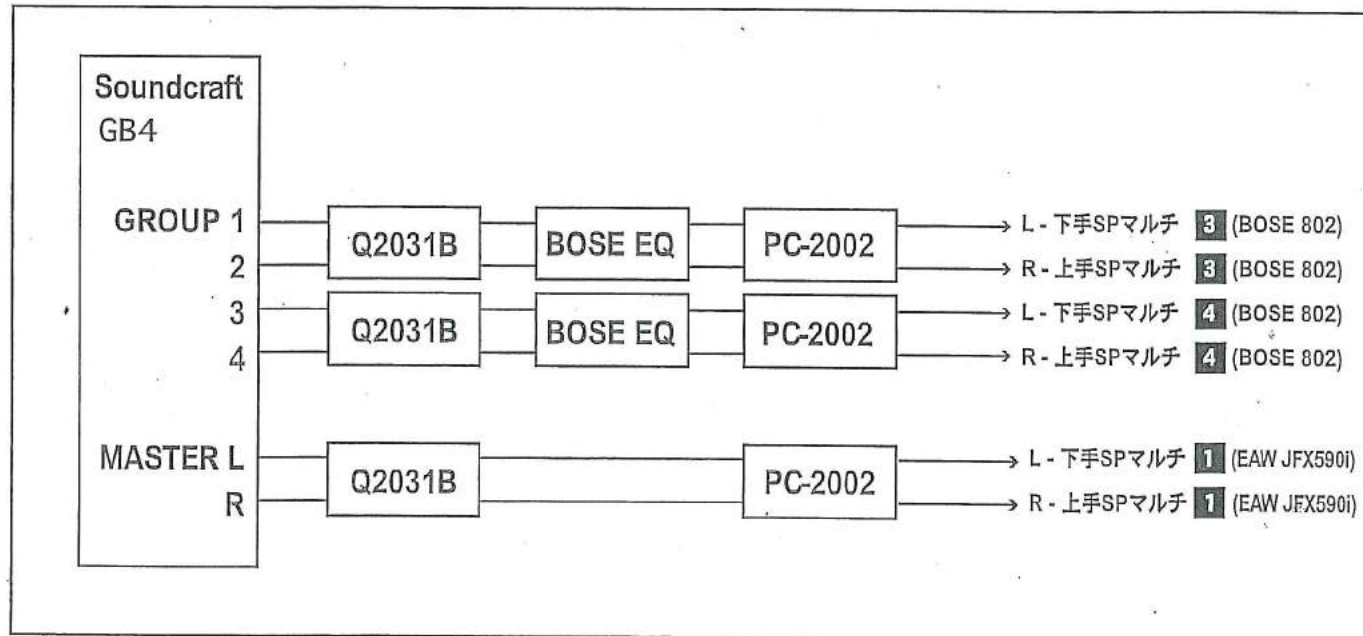 Soundcraft
GB4
GROUP 1
2
3
4
MASTER L
R
Q2031B
BOSE EQ
PC-2002
Q2031B
BOSE EQ
PC-2002
Q2031B
PC-2002
L - 下手SPマルチ 3 (BOSE 802)
R - 上手SPマルチ 3 (BOSE 802)
L - 下手SPマルチ 4 (BOSE 802)
R - 上手SPマルチ 4 (BOSE 802)
L - 下手SPマルチ 1 (EAW JFX590i)
R - 上手SPマルチ 1 (EAW JFX590i)